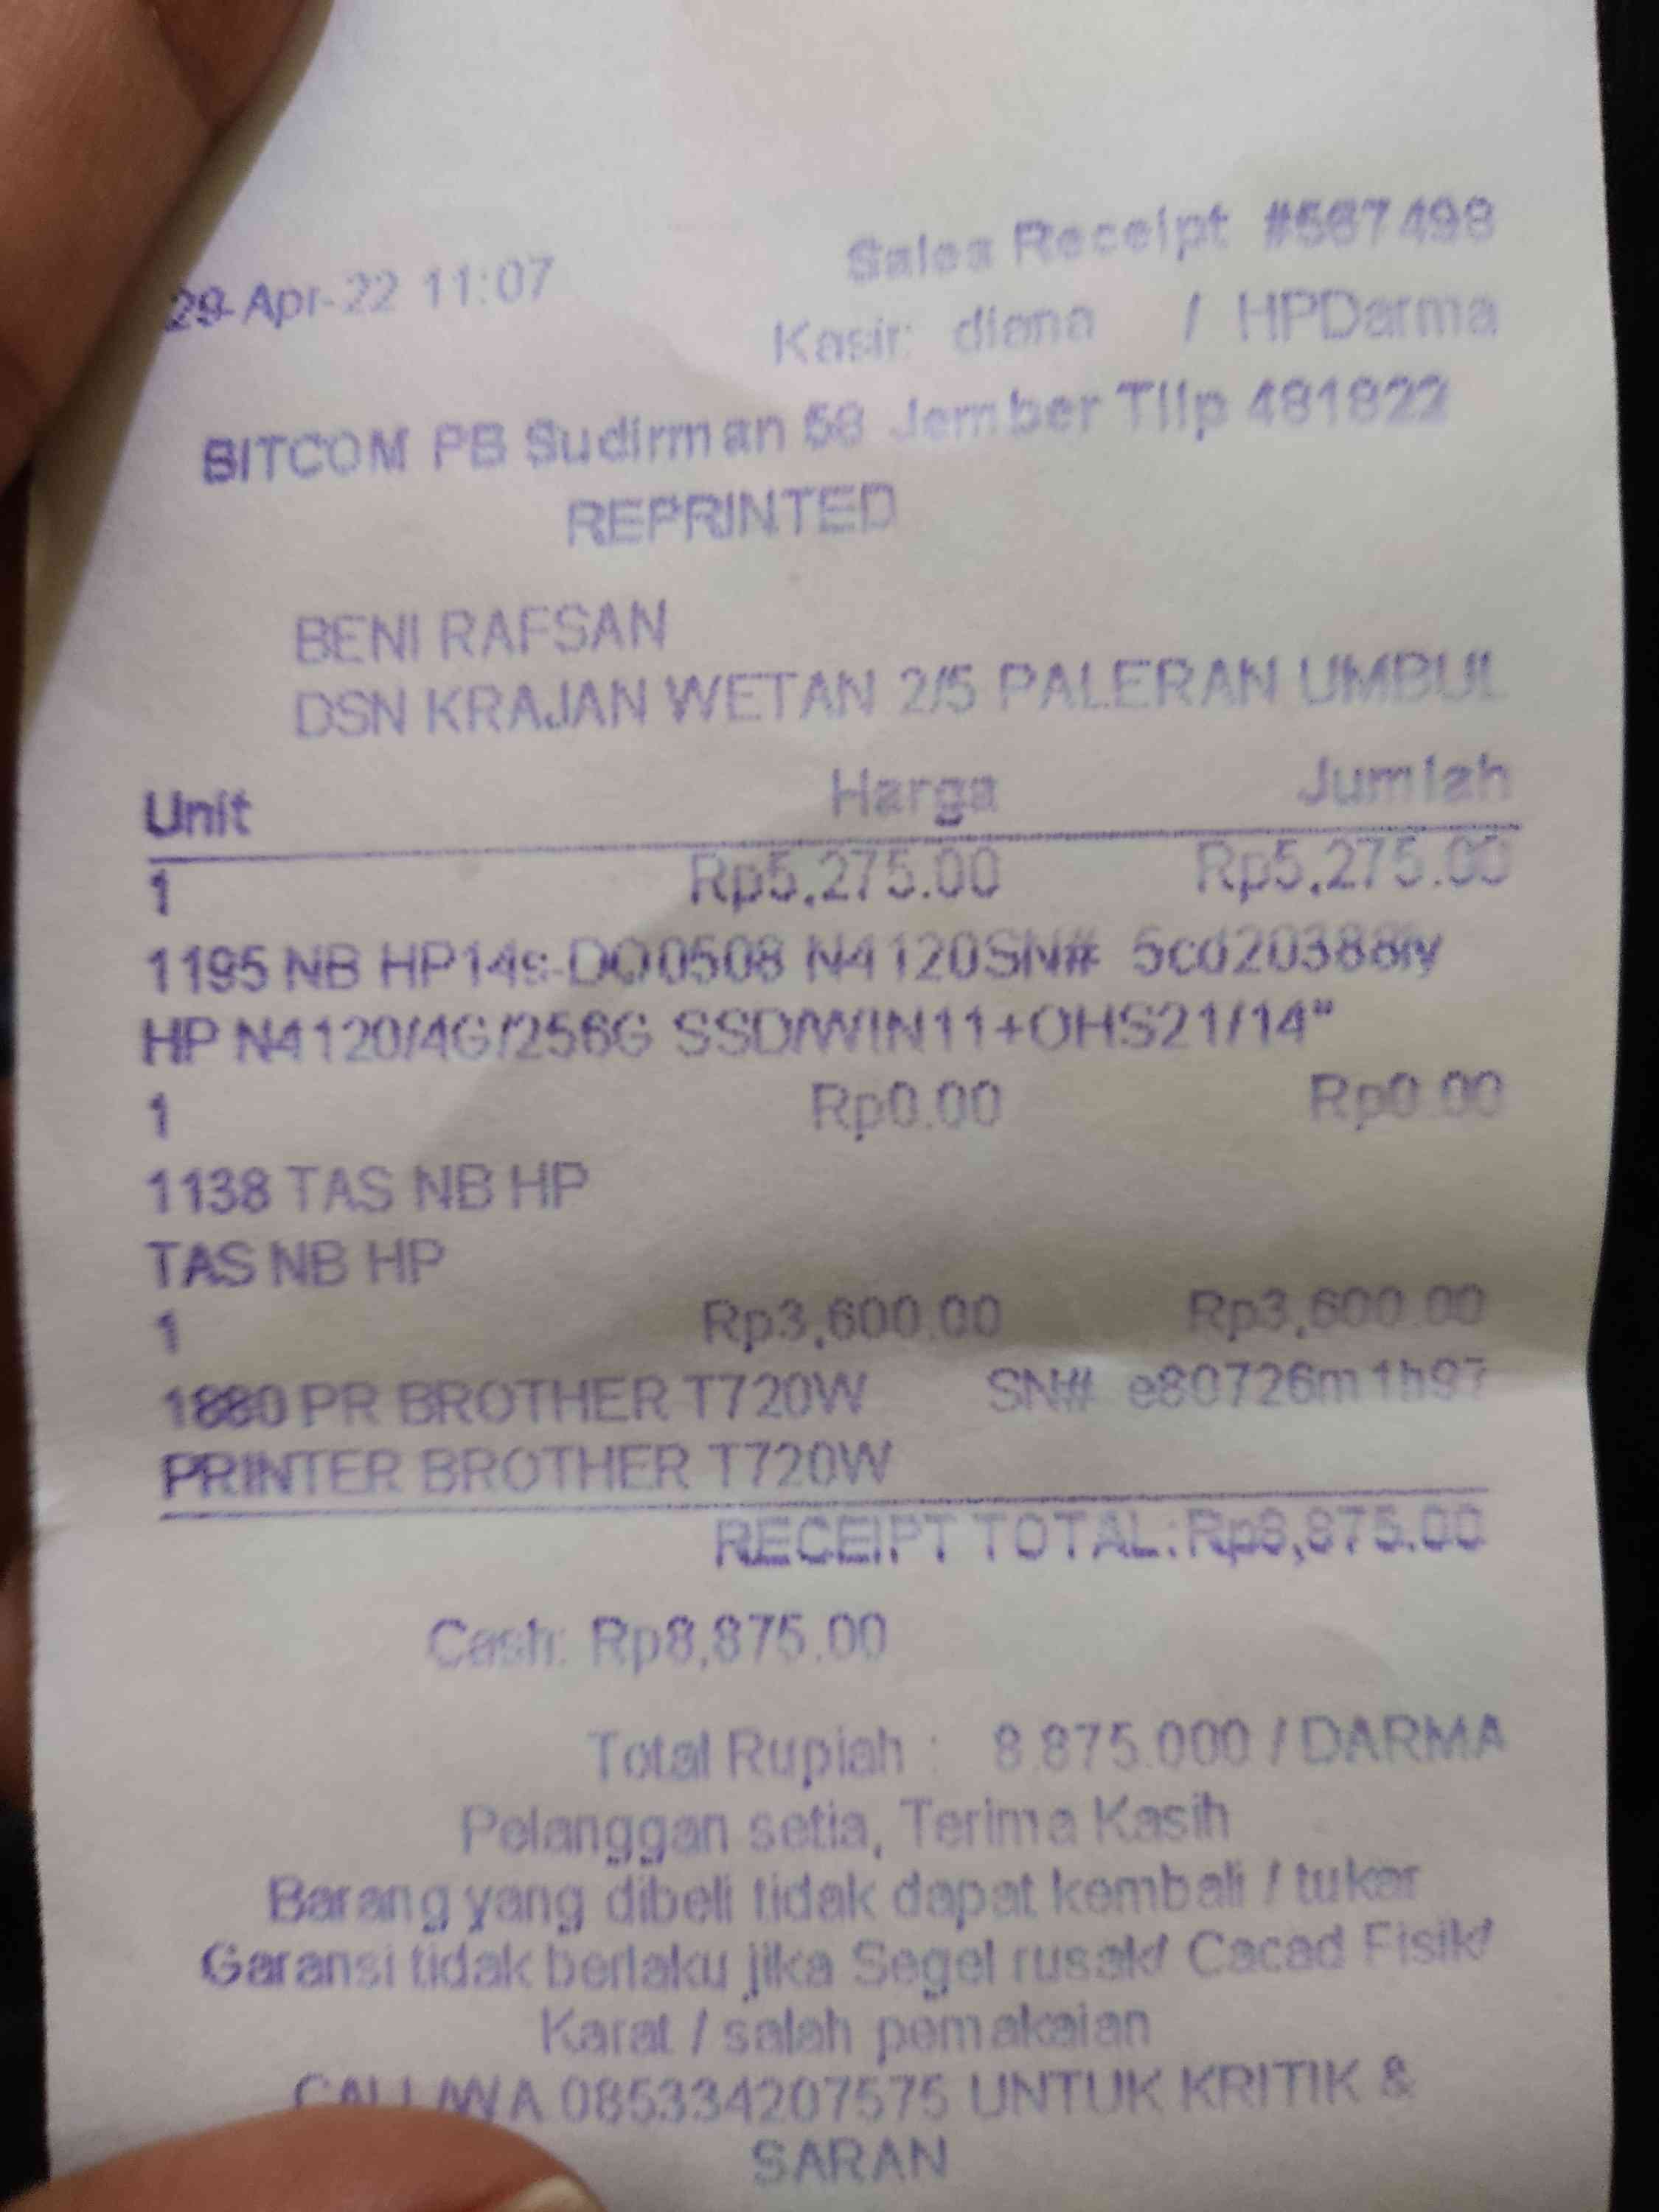 Sales Receipt #567498
29-Apr-22 11:07
Kasir: diana / HPDarma
BITCOM PB Sudirman 58 Jember Tllp 481822
REPRINTED
BENI RAFSAN
DSN KRAJAN WETAN 2/5 PALERAN UMBUL
Unit Harga Jumlah
1 Rp5,275.00 Rp5,275.00
1195 NB HP14s-DQ0508 N4120SN#
HP N4120/4G/256G SSD/WIN11+OHS21/14"
1 Rp0.00 Rp0.00
1138 TAS NB HP
TAS NB HP
1 Rp3,600.00 Rp3,600.00
1880 PR BROTHER T720W SN# e80726m1h97
PRINTER BROTHER T720W
RECEIPT TOTAL: Rp8,875.00
Cash: Rp8,875.00
Total Rupiah : 8.875.000 / DARMA
Pelanggan setia, Terima Kasih
Barang yang dibeli tidak dapat kembali / tukar
Garansi tidak berlaku jika Segel rusak/ Cacad Fisik/
Karat / salah pemakaian
CALL/WA 085334207575 UNTUK KRITIK &
SARAN